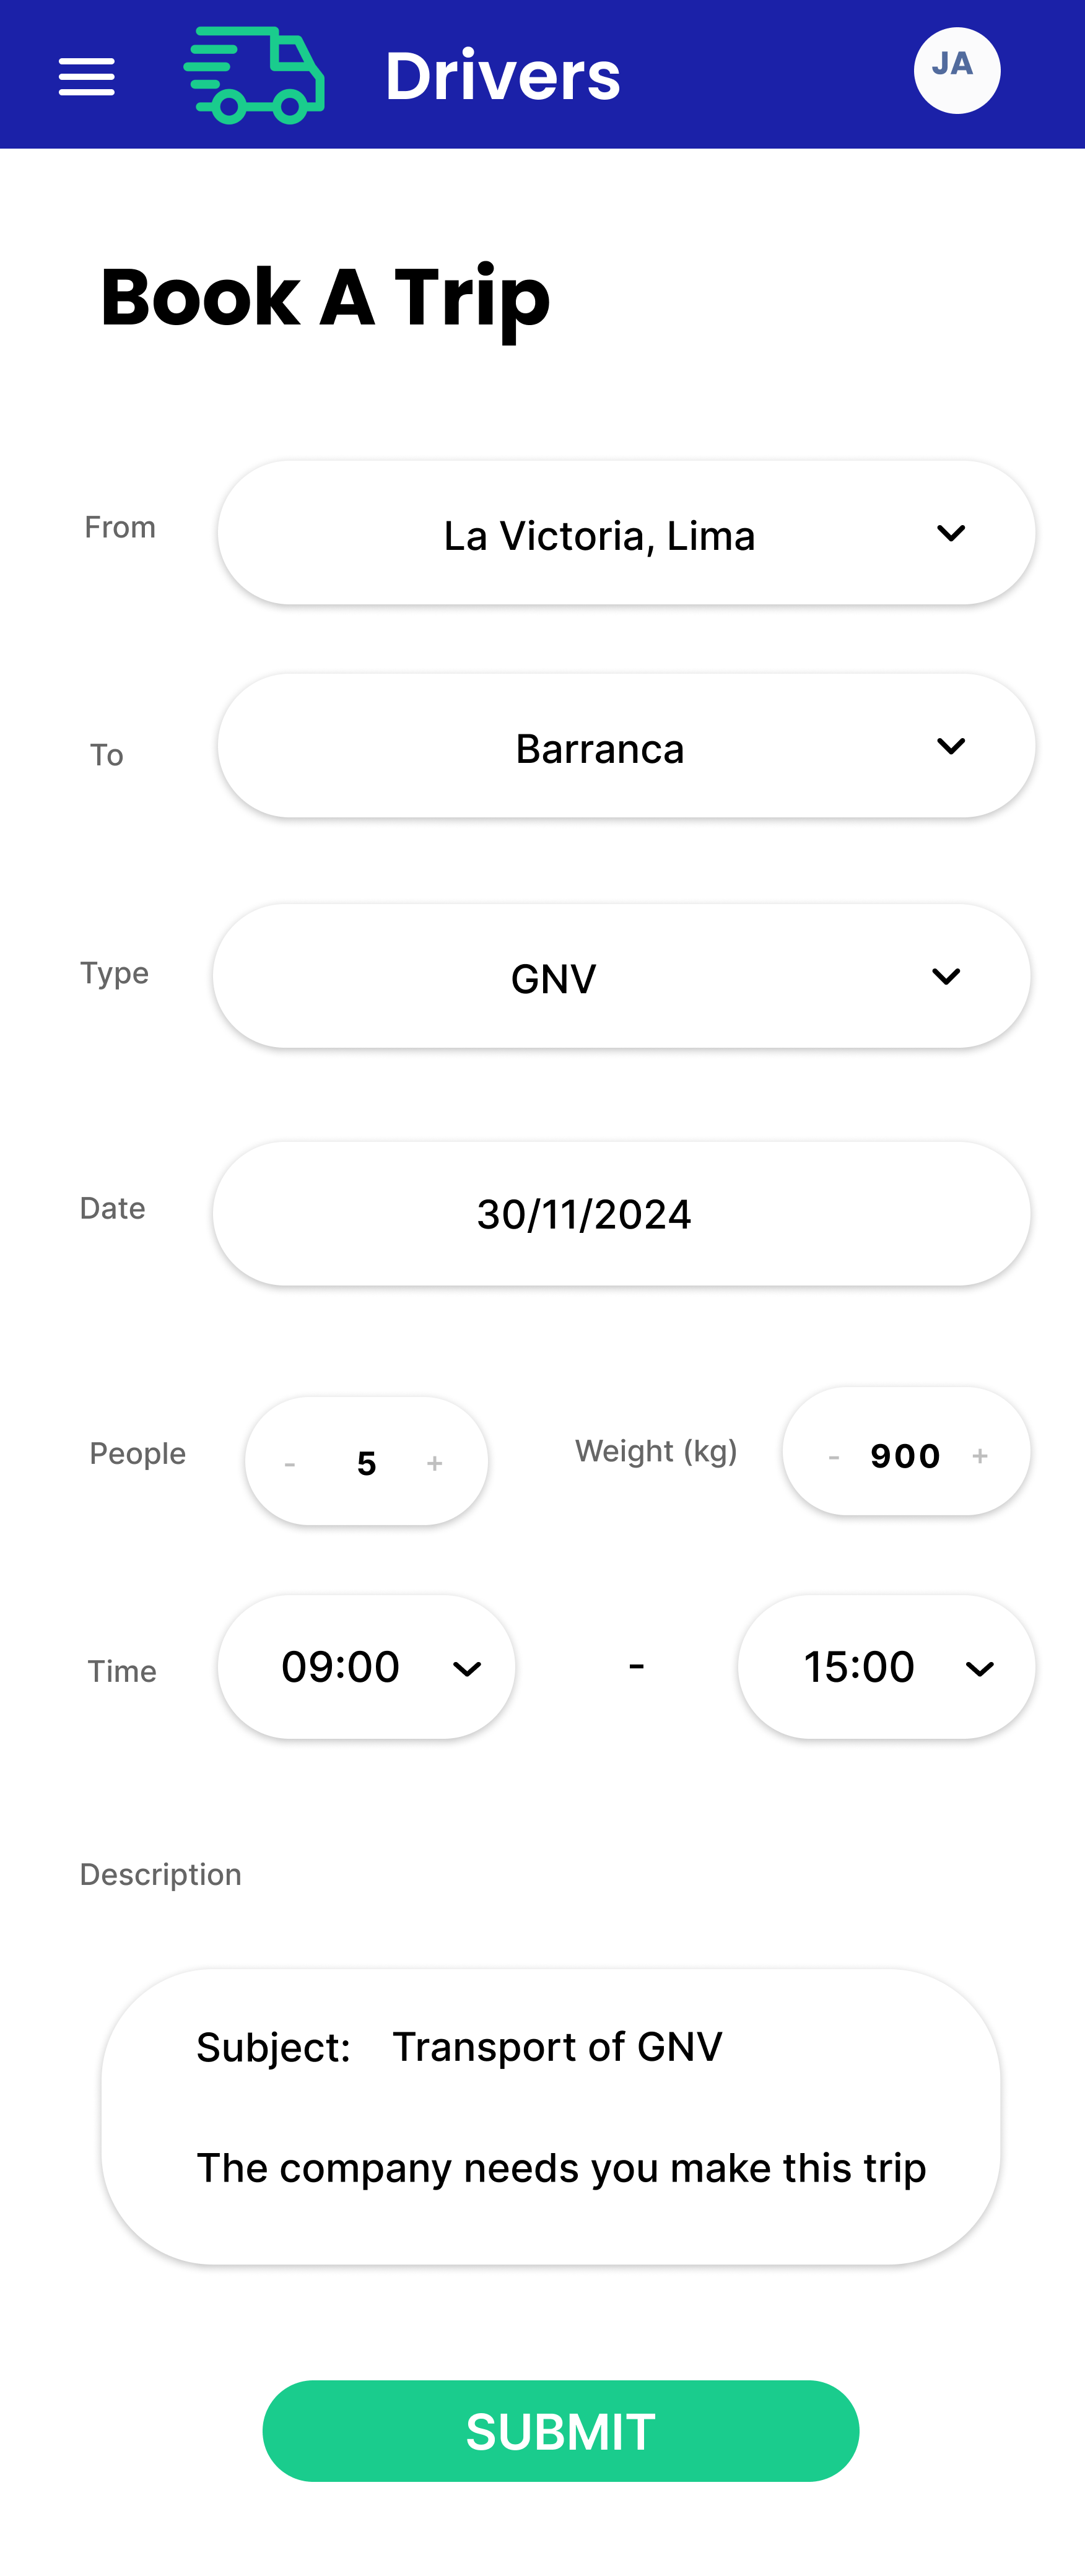 Drivers
JA
Book A Trip
From
La Victoria, Lima
To
Barranca
Type
GNV
Date
30/11/2024
People - 5 + Weight (kg) - 900 +
Time 09:00 - 15:00
Description
Subject: Transport of GNV
The company needs you make this trip
SUBMIT